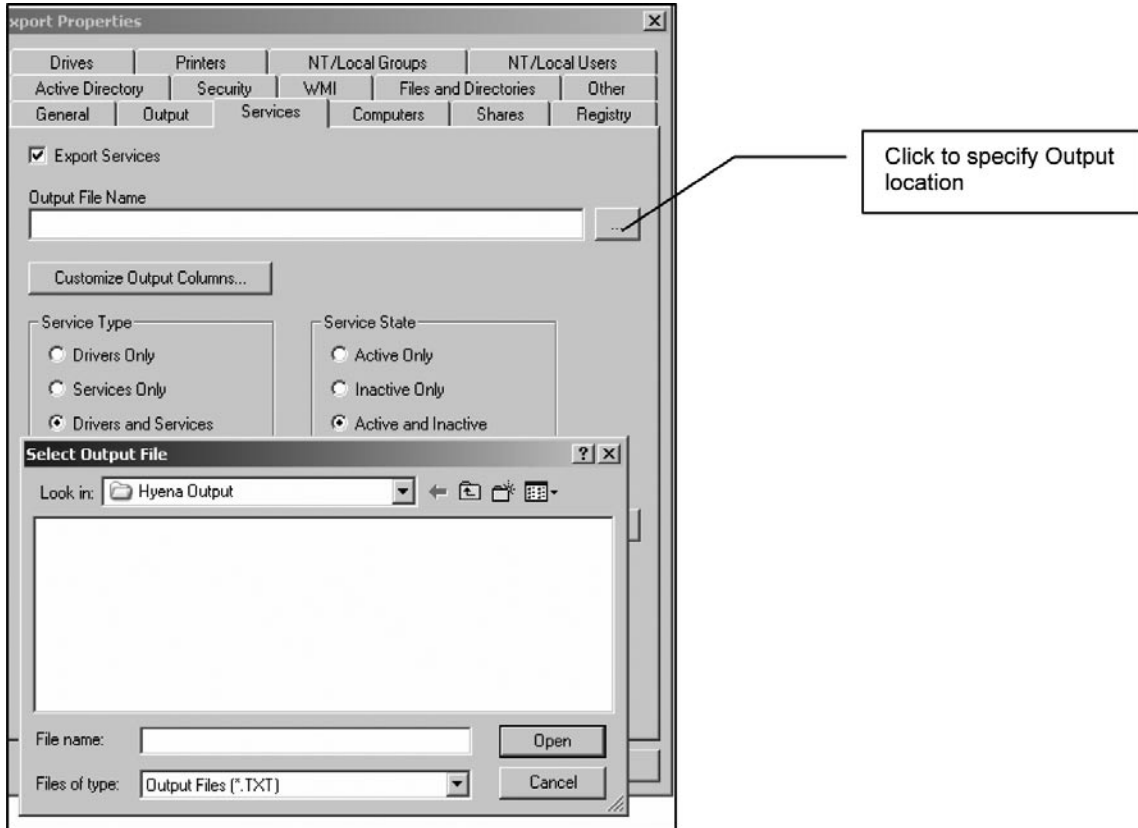 xport Properties
Drives Printers NT/Local Groups NT/Local Users
Active Directory Security WMI Files and Directories Other
General Output Services Computers Shares Registry
Export Services
Output File Name
...
Customize Output Columns...
Service Type
Drivers Only
Services Only
Drivers and Services
Service State
Active Only
Inactive Only
Active and Inactive
Select Output File
Look in: Hyena Output
File name:
Open
Files of type: Output Files (*.TXT)
Cancel
Click to specify Output
location